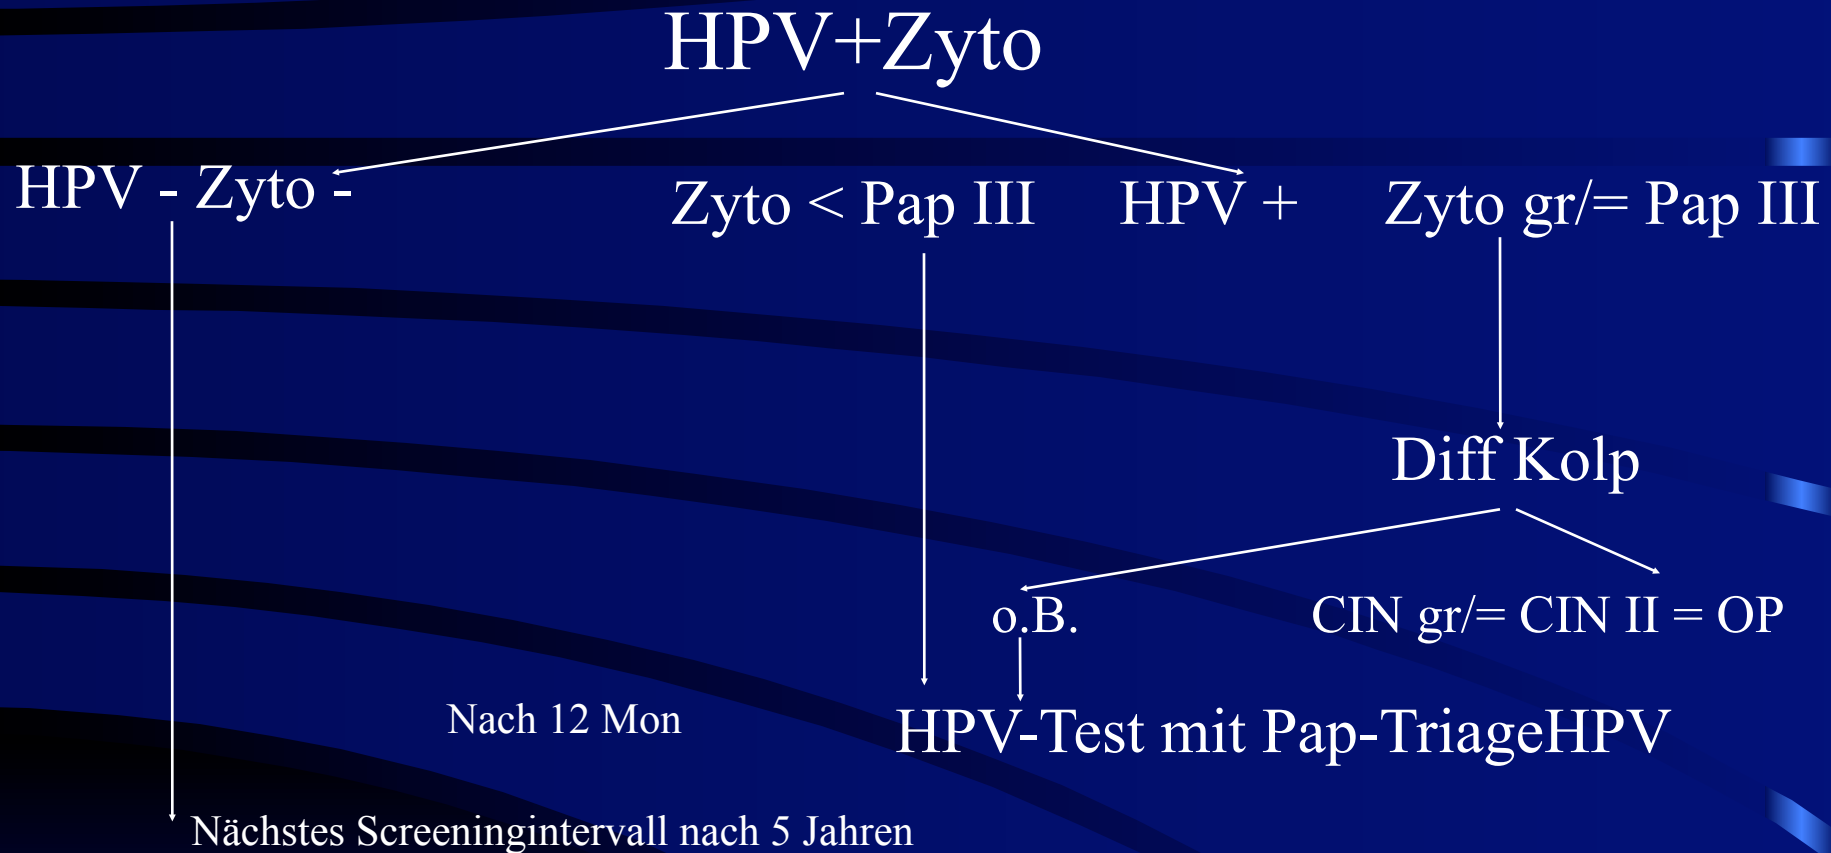 HPV+Zyto
HPV - Zyto -
Zyto < Pap III HPV + Zyto gr/= Pap III
Diff Kolp
o.B. CIN gr/= CIN II = OP
Nach 12 Mon
HPV-Test mit Pap-TriageHPV
Nächstes Screeningintervall nach 5 Jahren